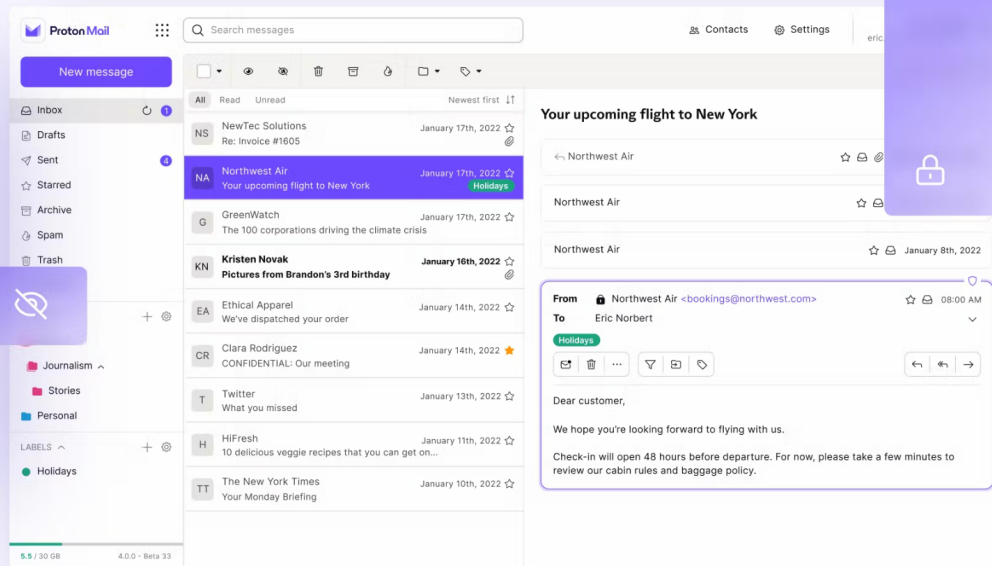 Proton Mail
Search messages
Contacts
Settings
eric.
New message
Inbox
1
Drafts
Sent
4
Starred
Archive
Spam
Trash
Journalism
Stories
Personal
LABELS
Holidays
5.5 / 30 GB
4.0.0 - Beta 33
All Read Unread
Newest first
NS
NewTec Solutions
January 17th, 2022
Re: Invoice #1605
NA
Northwest Air
January 17th, 2022
Your upcoming flight to New York
Holidays
G
GreenWatch
January 17th, 2022
The 100 corporations driving the climate crisis
KN
Kristen Novak
January 16th, 2022
Pictures from Brandon's 3rd birthday
EA
Ethical Apparel
January 14th, 2022
We've dispatched your order
CR
Clara Rodriguez
January 14th, 2022
CONFIDENTIAL: Our meeting
T
Twitter
January 13th, 2022
What you missed
H
HiFresh
January 11th, 2022
10 delicious veggie recipes that you can get on...
TT
The New York Times
January 10th, 2022
Your Monday Briefing
Your upcoming flight to New York
Northwest Air
Northwest Air
Northwest Air
January 8th, 2022
From Northwest Air <bookings@northwest.com>
08:00 AM
To Eric Norbert
Holidays
Dear customer,
We hope you're looking forward to flying with us.
Check-in will open 48 hours before departure. For now, please take a few minutes to
review our cabin rules and baggage policy.